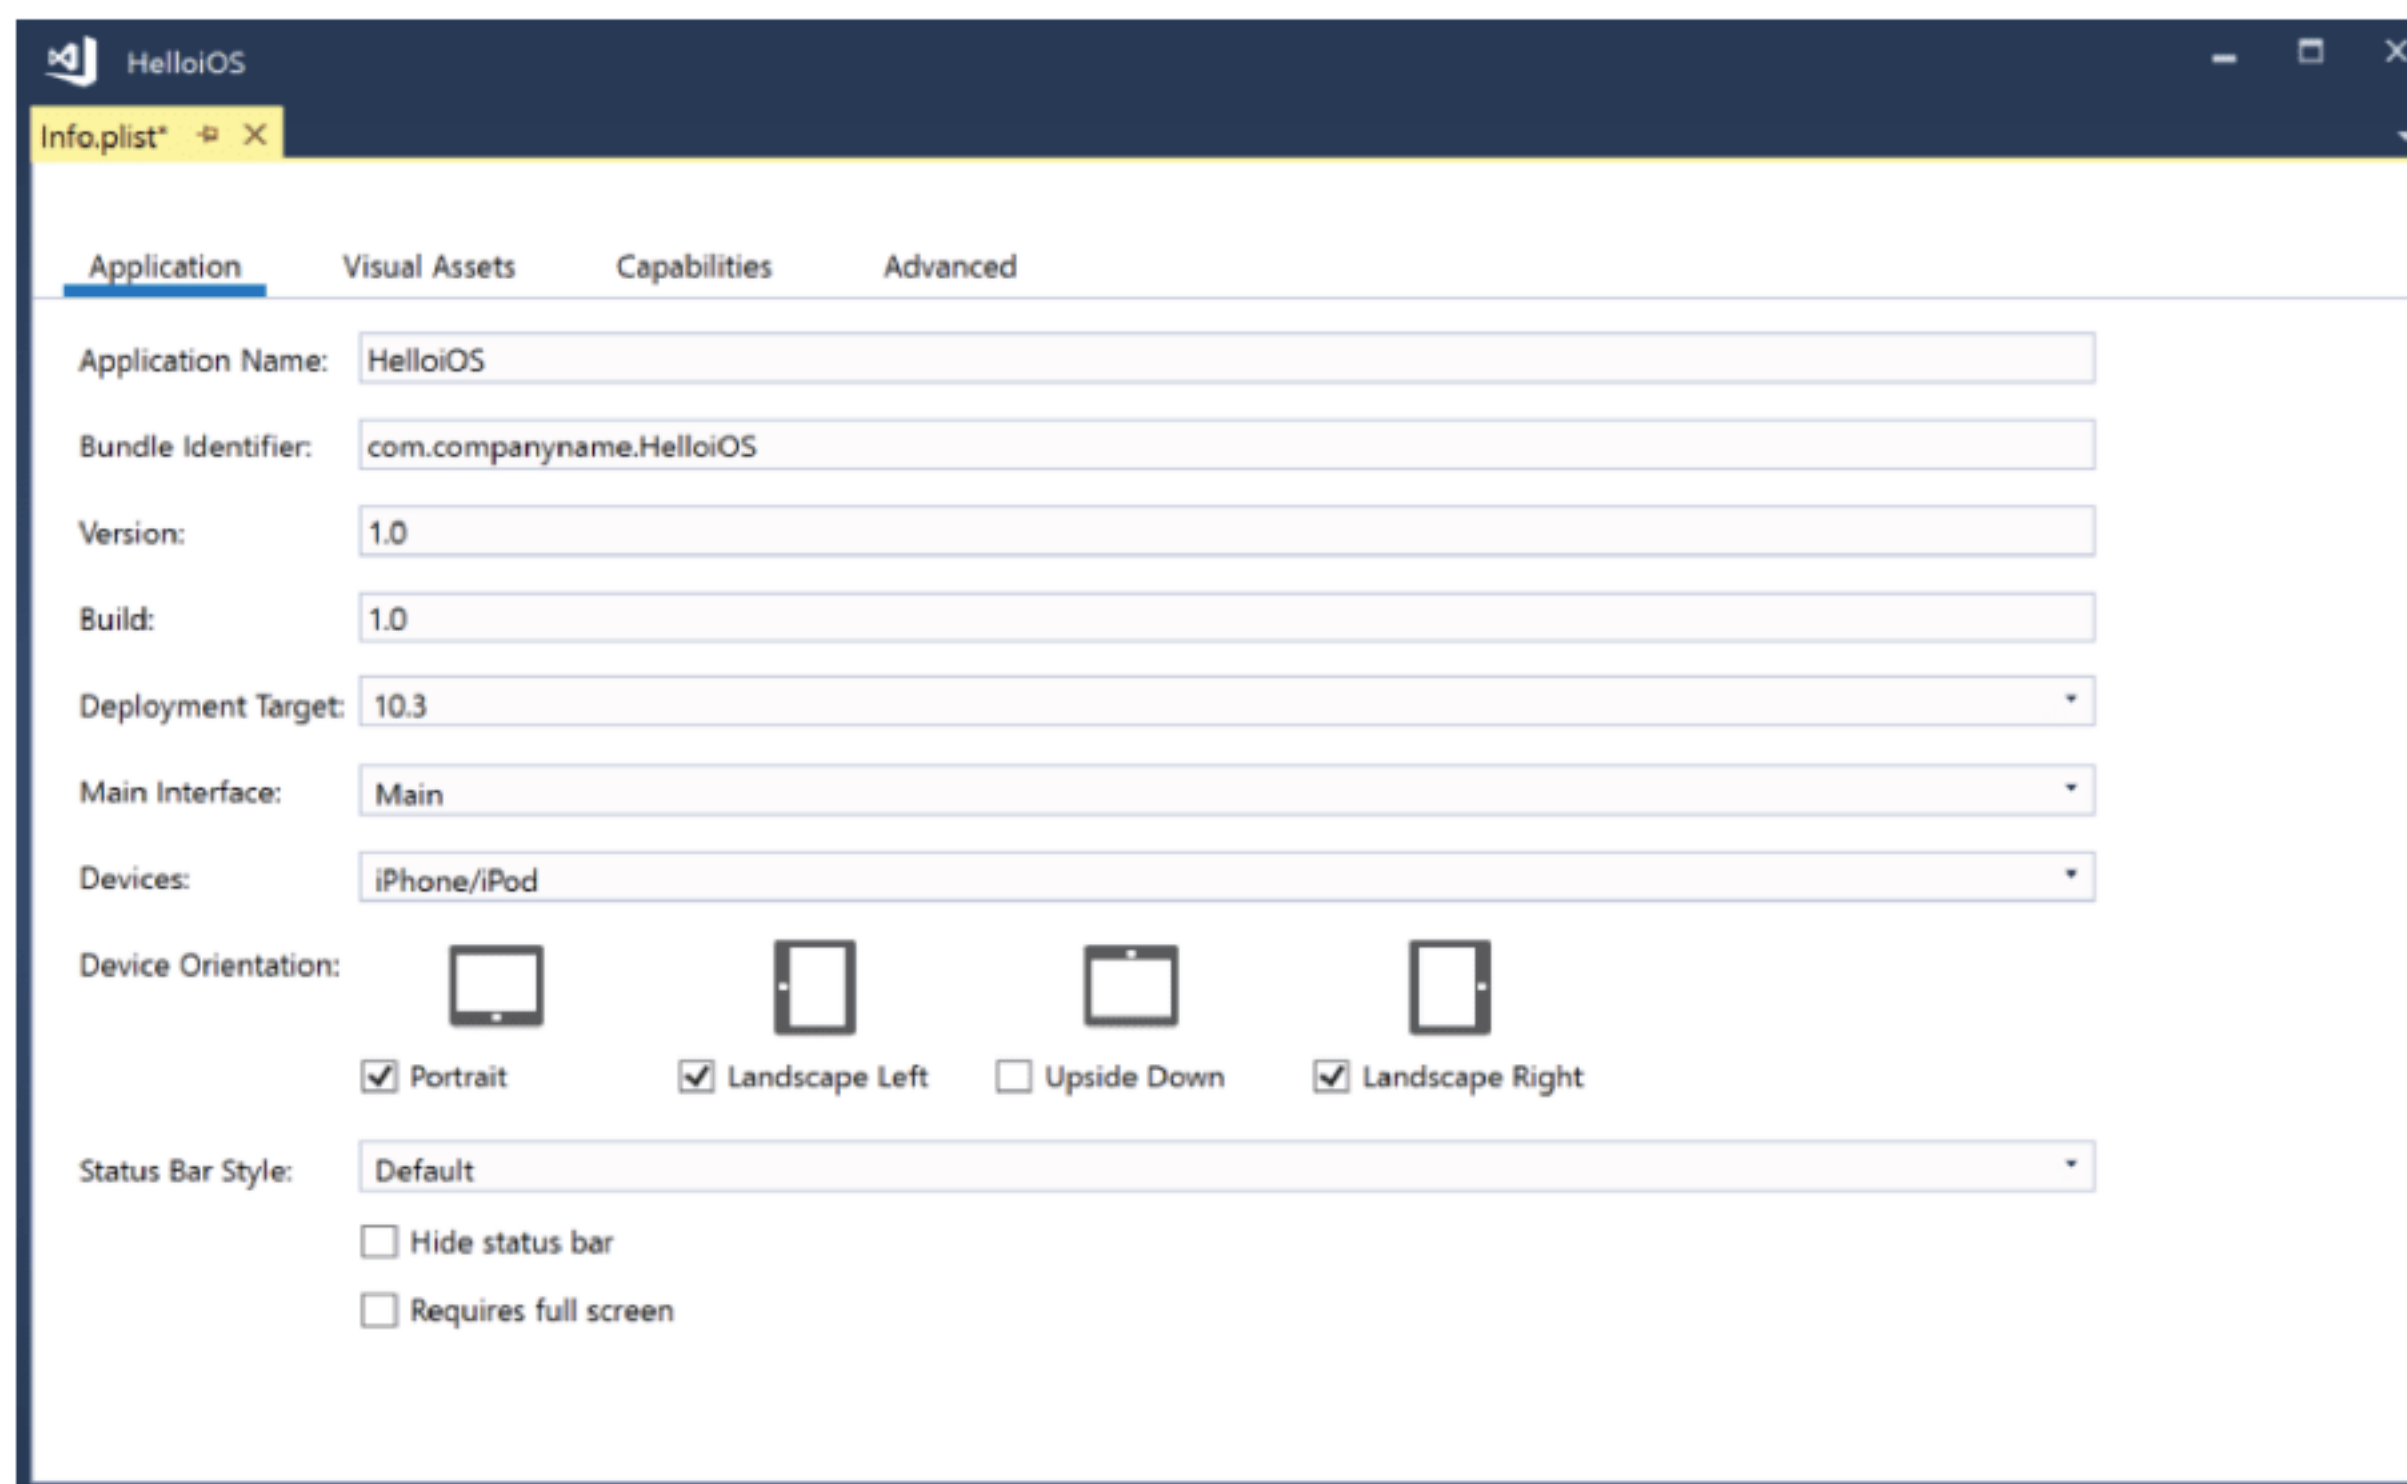 HelloiOS
Info.plist*
Application Visual Assets Capabilities Advanced
Application Name: HelloiOS
Bundle Identifier: com.companyname.HelloiOS
Version: 1.0
Build: 1.0
Deployment Target: 10.3
Main Interface: Main
Devices: iPhone/iPod
Device Orientation:
Portrait Landscape Left Upside Down Landscape Right
Status Bar Style: Default
Hide status bar
Requires full screen